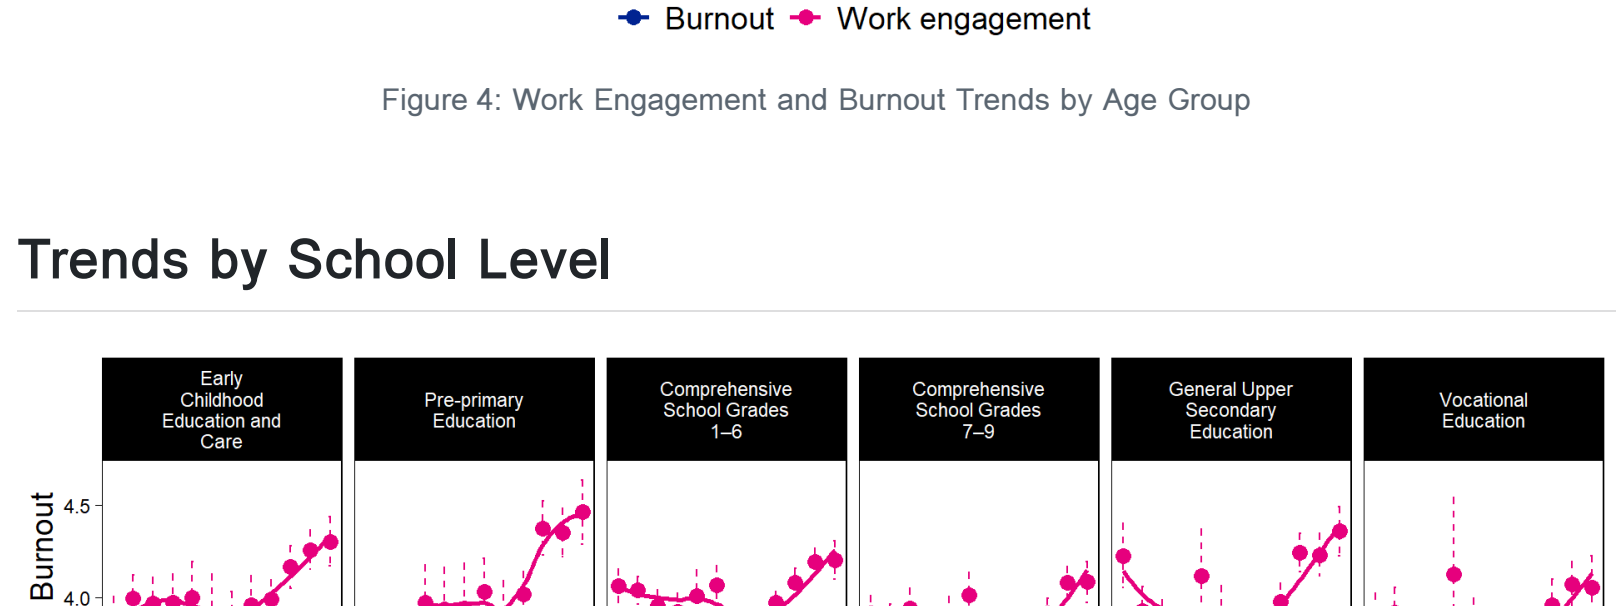 Burnout Work engagement
Figure 4: Work Engagement and Burnout Trends by Age Group
Trends by School Level
Early
Childhood
Education and
Care
Pre-primary
Education
Comprehensive
School Grades
1–6
Comprehensive
School Grades
7–9
General Upper
Secondary
Education
Vocational
Education
Burnout
4.5
4.0